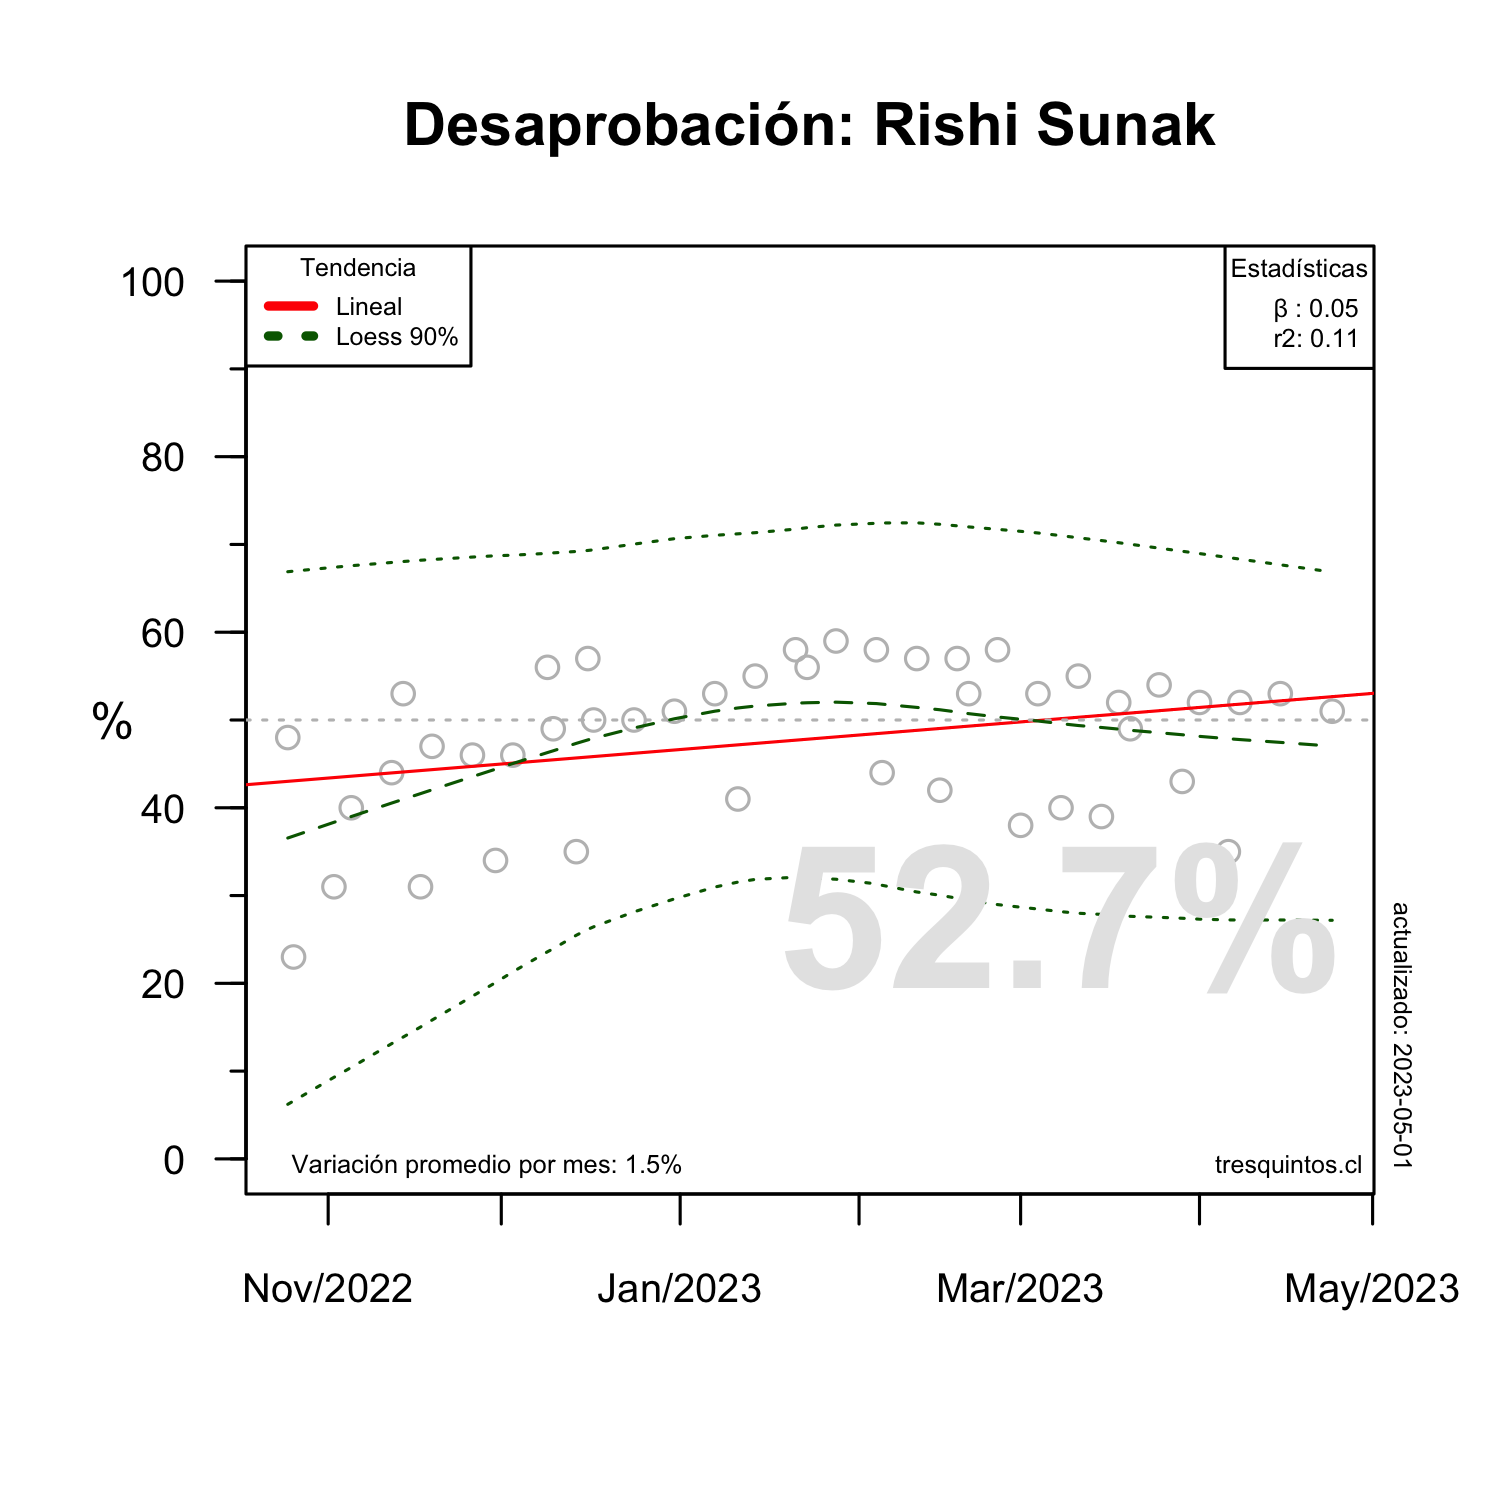 Desaprobación: Rishi Sunak
Tendencia
Lineal
Loess 90%
Estadísticas
β : 0.05
r2: 0.11
100
80
60
%
40
20
0
52.7%
actualizado: 2023-05-01
Variación promedio por mes: 1.5%
tresquintos.cl
Nov/2022
Jan/2023
Mar/2023
May/2023